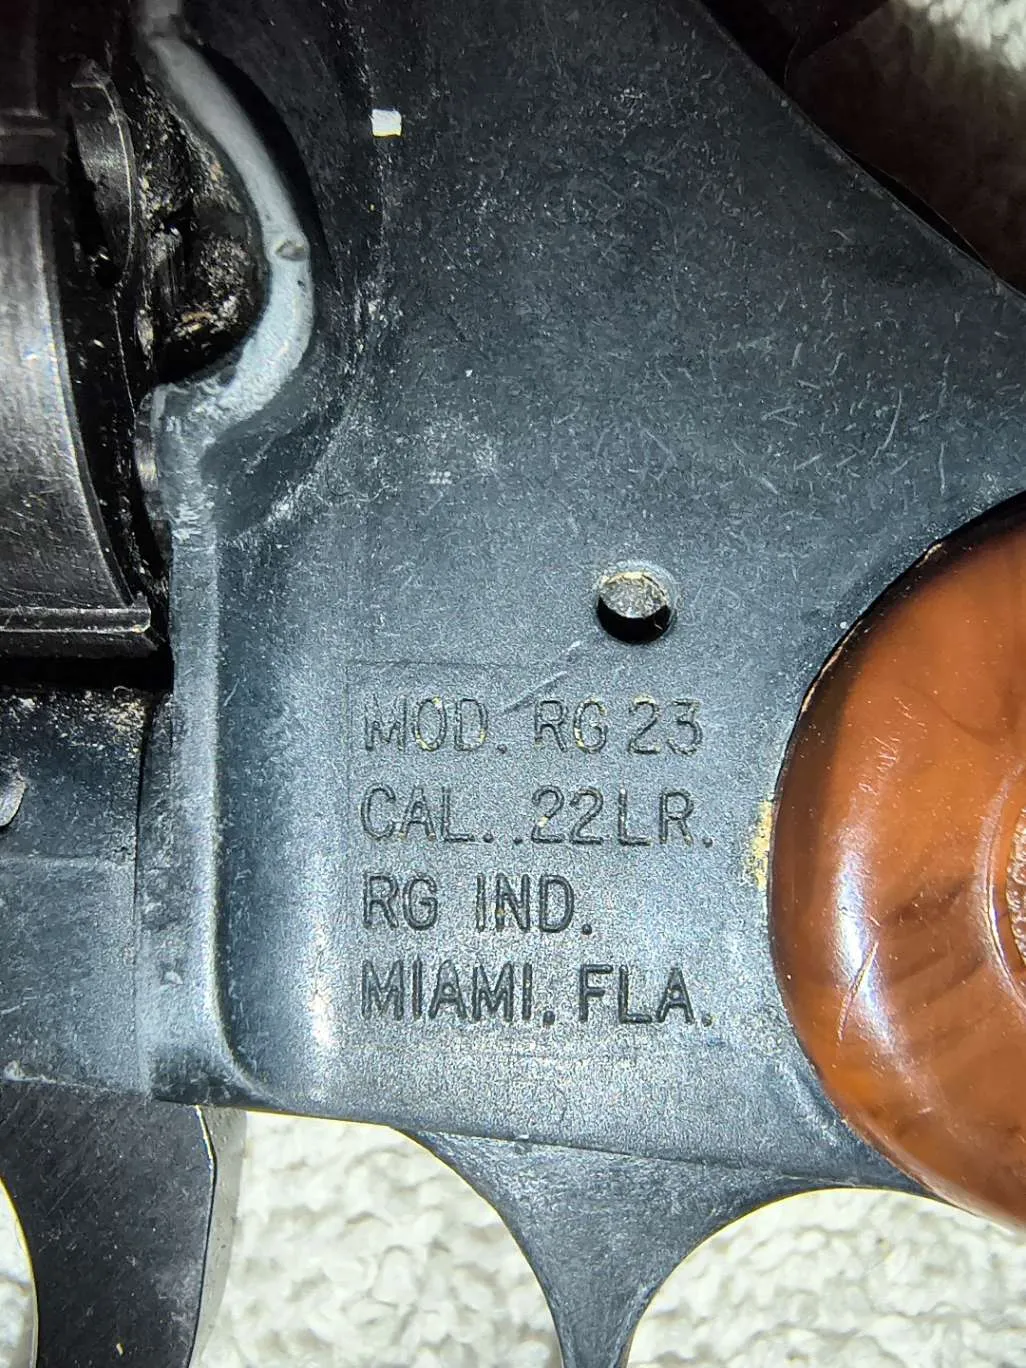 MOD. RG 23
CAL. .22LR.
RG IND.
MIAMI. FLA.